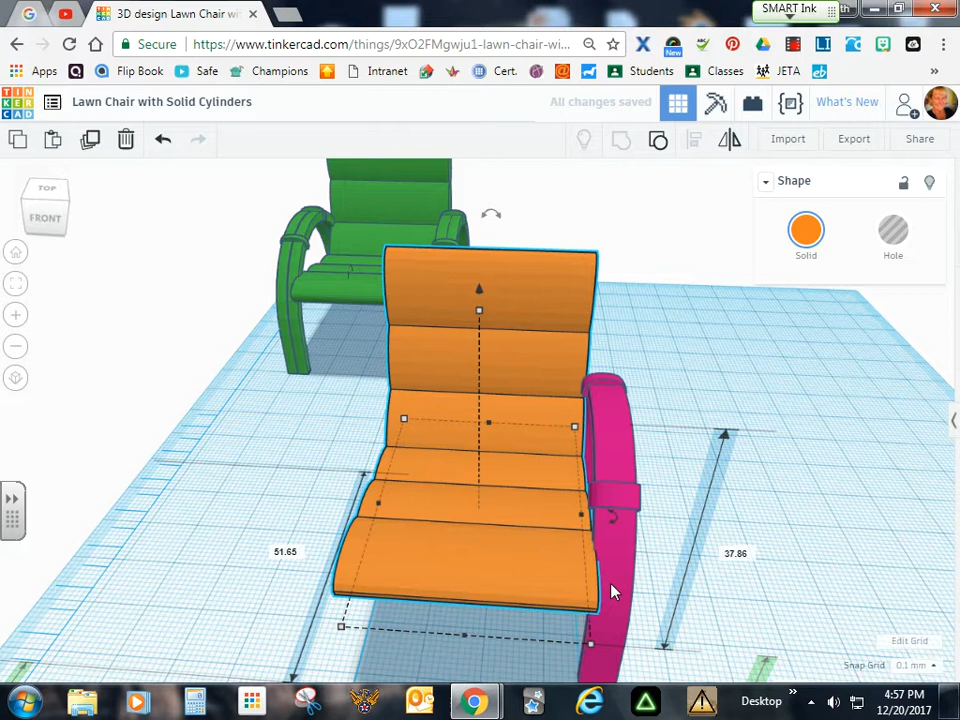 SMART Ink
3D design Lawn Chair wi
th
Secure
https://www.tinkercad.com/things/9xO2FMgwju1-lawn-chair-wi...
New
Apps
Flip Book
Safe
Champions
Intranet
Cert.
Students
Classes
JETA
TIN
KER
CAD
Lawn Chair with Solid Cylinders
All changes saved
What's New
Import
Export
Share
TOP
FRONT
Shape
Solid
Hole
51.65
37.86
Edit Grid
Snap Grid
0.1 mm
Desktop
4:57 PM
12/20/2017